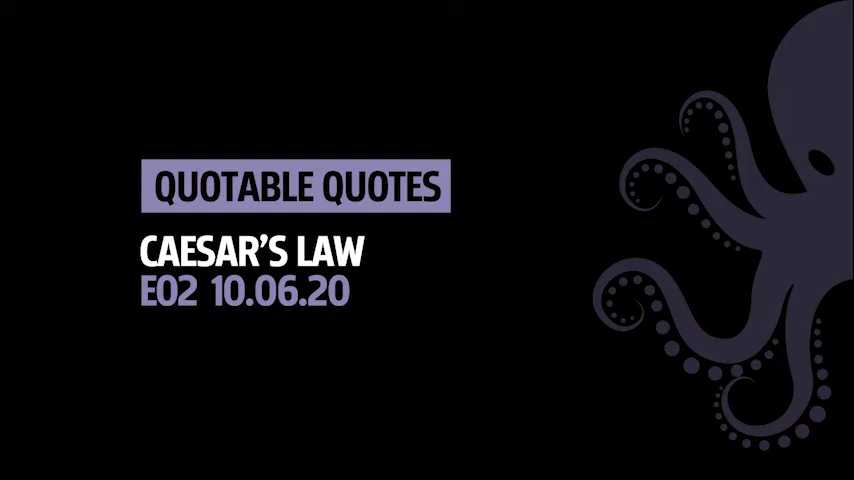 QUOTABLE QUOTES
CAESAR’S LAW
E02 10.06.20